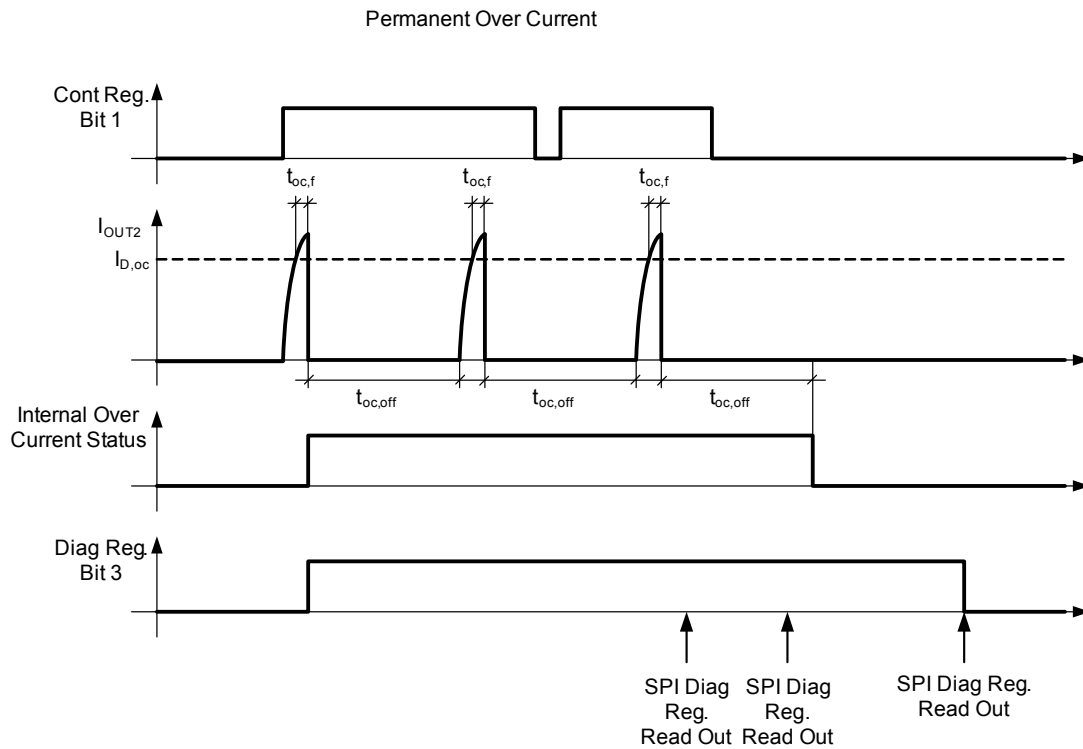 Permanent Over Current
Cont Reg.
Bit 1
t_oc,f
t_oc,f
t_oc,f
I_OUT2
I_D,oc
t_oc,off
t_oc,off
t_oc,off
Internal Over
Current Status
Diag Reg.
Bit 3
SPI Diag
Reg.
Read Out
SPI Diag
Reg.
Read Out
SPI Diag Reg.
Read Out